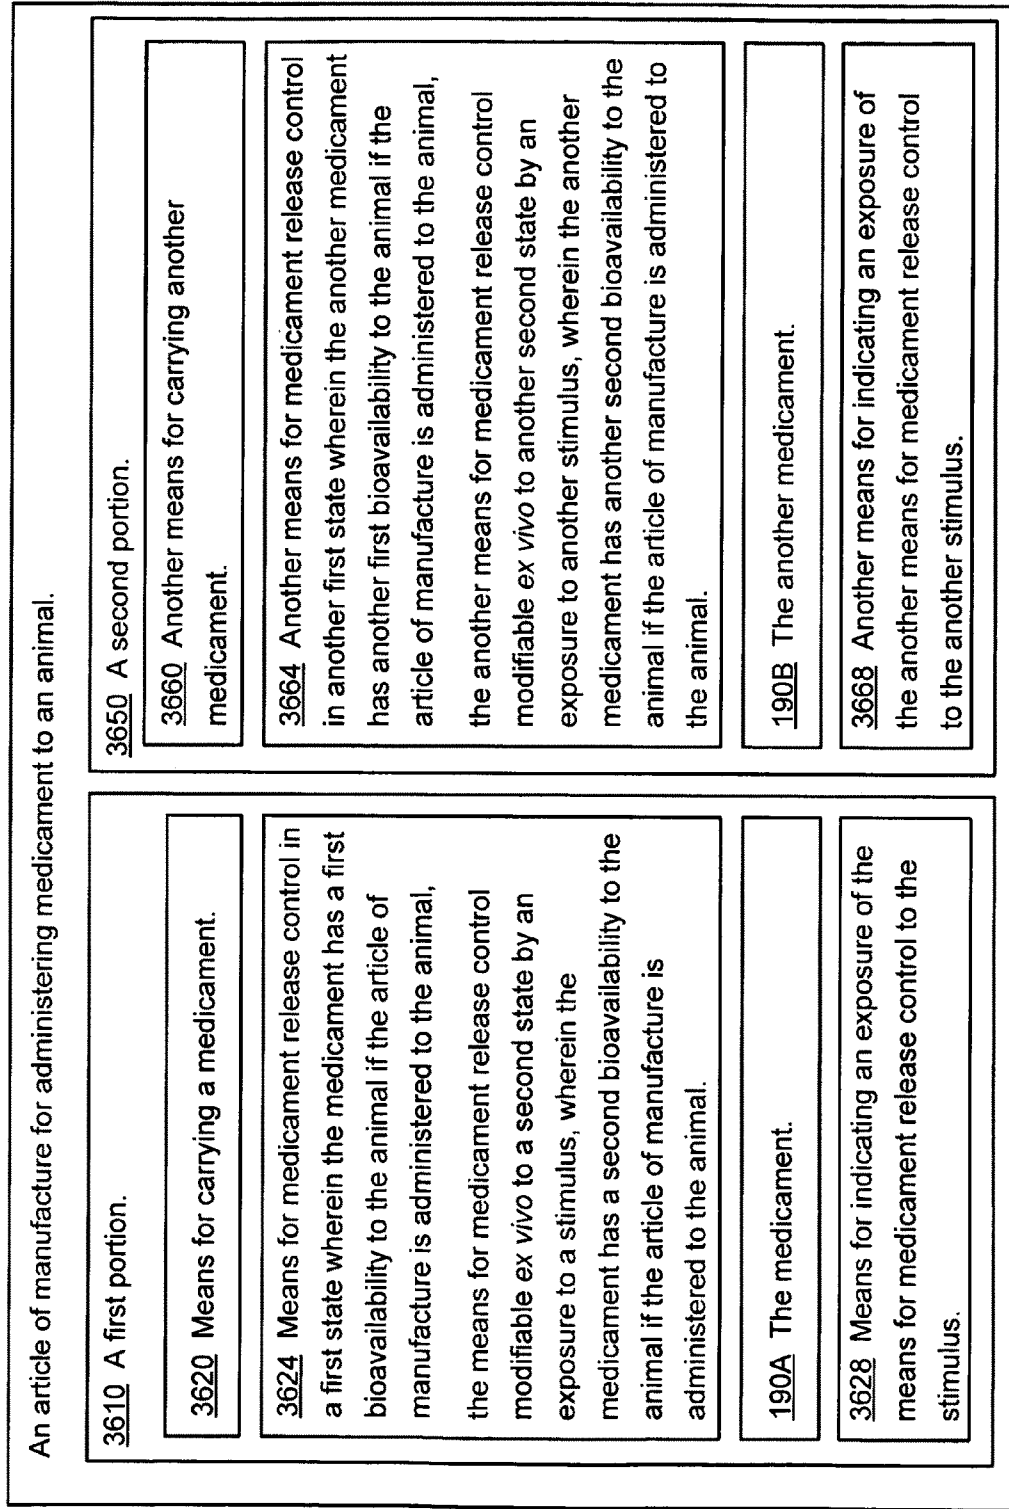 An article of manufacture for administering medicament to an animal.
3610 A first portion.
3620 Means for carrying a medicament.
3624 Means for medicament release control in
a first state wherein the medicament has a first
bioavailability to the animal if the article of
manufacture is administered to the animal,
the means for medicament release control
modifiable ex vivo to a second state by an
exposure to a stimulus, wherein the
medicament has a second bioavailability to the
animal if the article of manufacture is
administered to the animal.
190A The medicament.
3628 Means for indicating an exposure of the
means for medicament release control to the
stimulus.
3650 A second portion.
3660 Another means for carrying another
medicament.
3664 Another means for medicament release control
in another first state wherein the another medicament
has another first bioavailability to the animal if the
article of manufacture is administered to the animal,
the another means for medicament release control
modifiable ex vivo to another second state by an
exposure to another stimulus, wherein the another
medicament has another second bioavailability to the
animal if the article of manufacture is administered to
the animal.
190B The another medicament.
3668 Another means for indicating an exposure of
the another means for medicament release control
to the another stimulus.